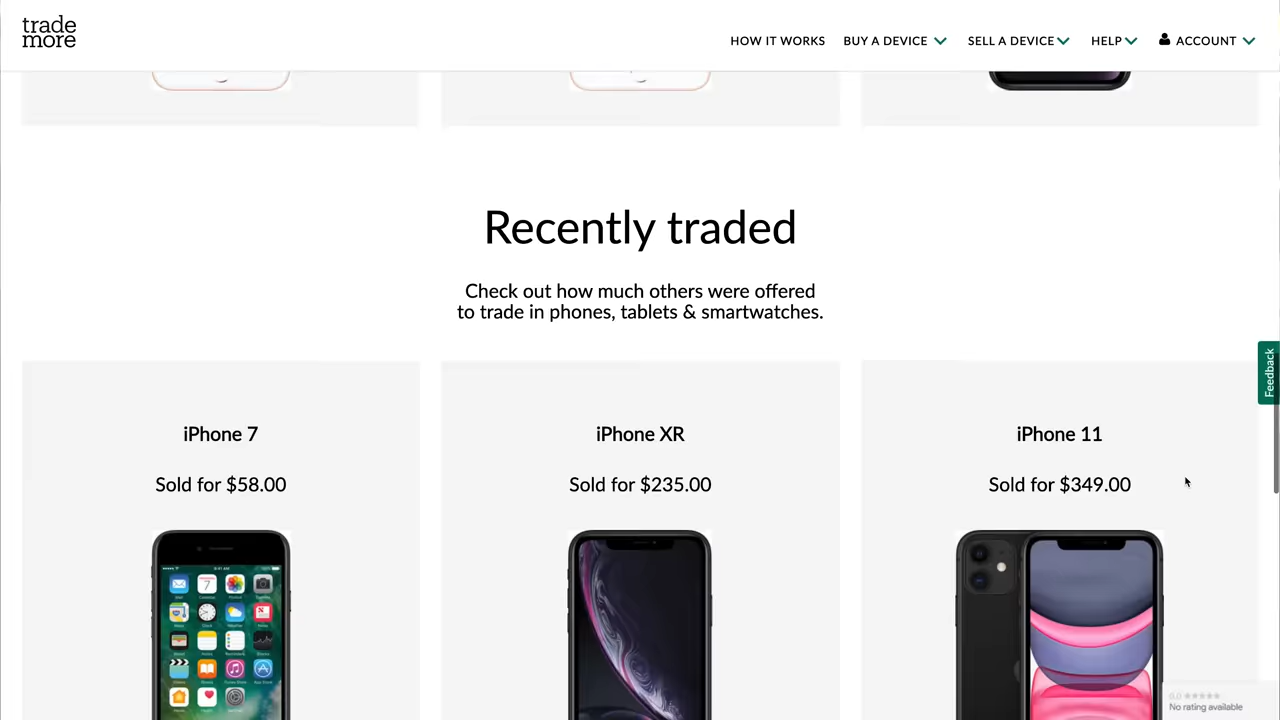 trade
more
HOW IT WORKS
BUY A DEVICE
SELL A DEVICE
HELP
ACCOUNT
Recently traded
Check out how much others were offered
to trade in phones, tablets & smartwatches.
Feedback
iPhone 7
iPhone XR
iPhone 11
Sold for $58.00
Sold for $235.00
Sold for $349.00
No rating available